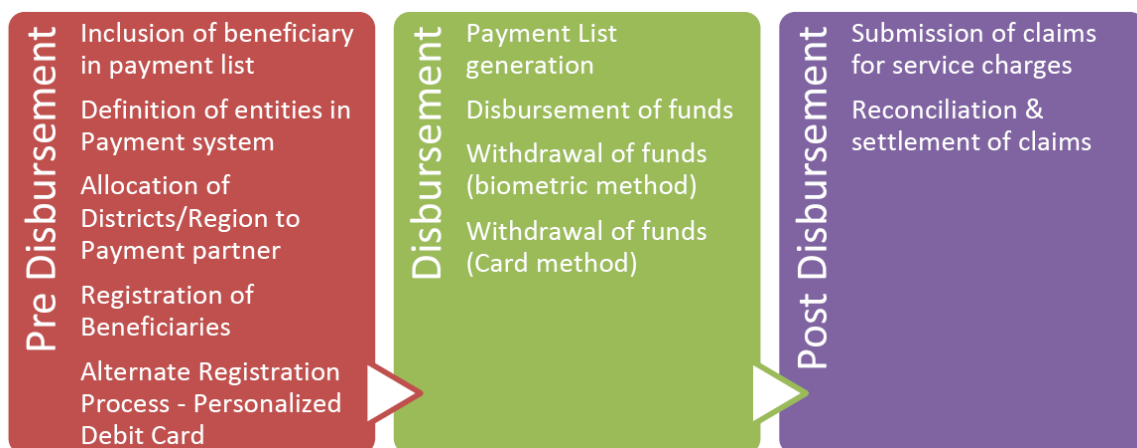 Pre Disbursement
Inclusion of beneficiary
in payment list
Definition of entities in
Payment system
Allocation of
Districts/Region to
Payment partner
Registration of
Beneficiaries
Alternate Registration
Process - Personalized
Debit Card
Disbursement
Payment List
generation
Disbursement of funds
Withdrawal of funds
(biometric method)
Withdrawal of funds
(Card method)
Post Disbursement
Submission of claims
for service charges
Reconciliation &
settlement of claims